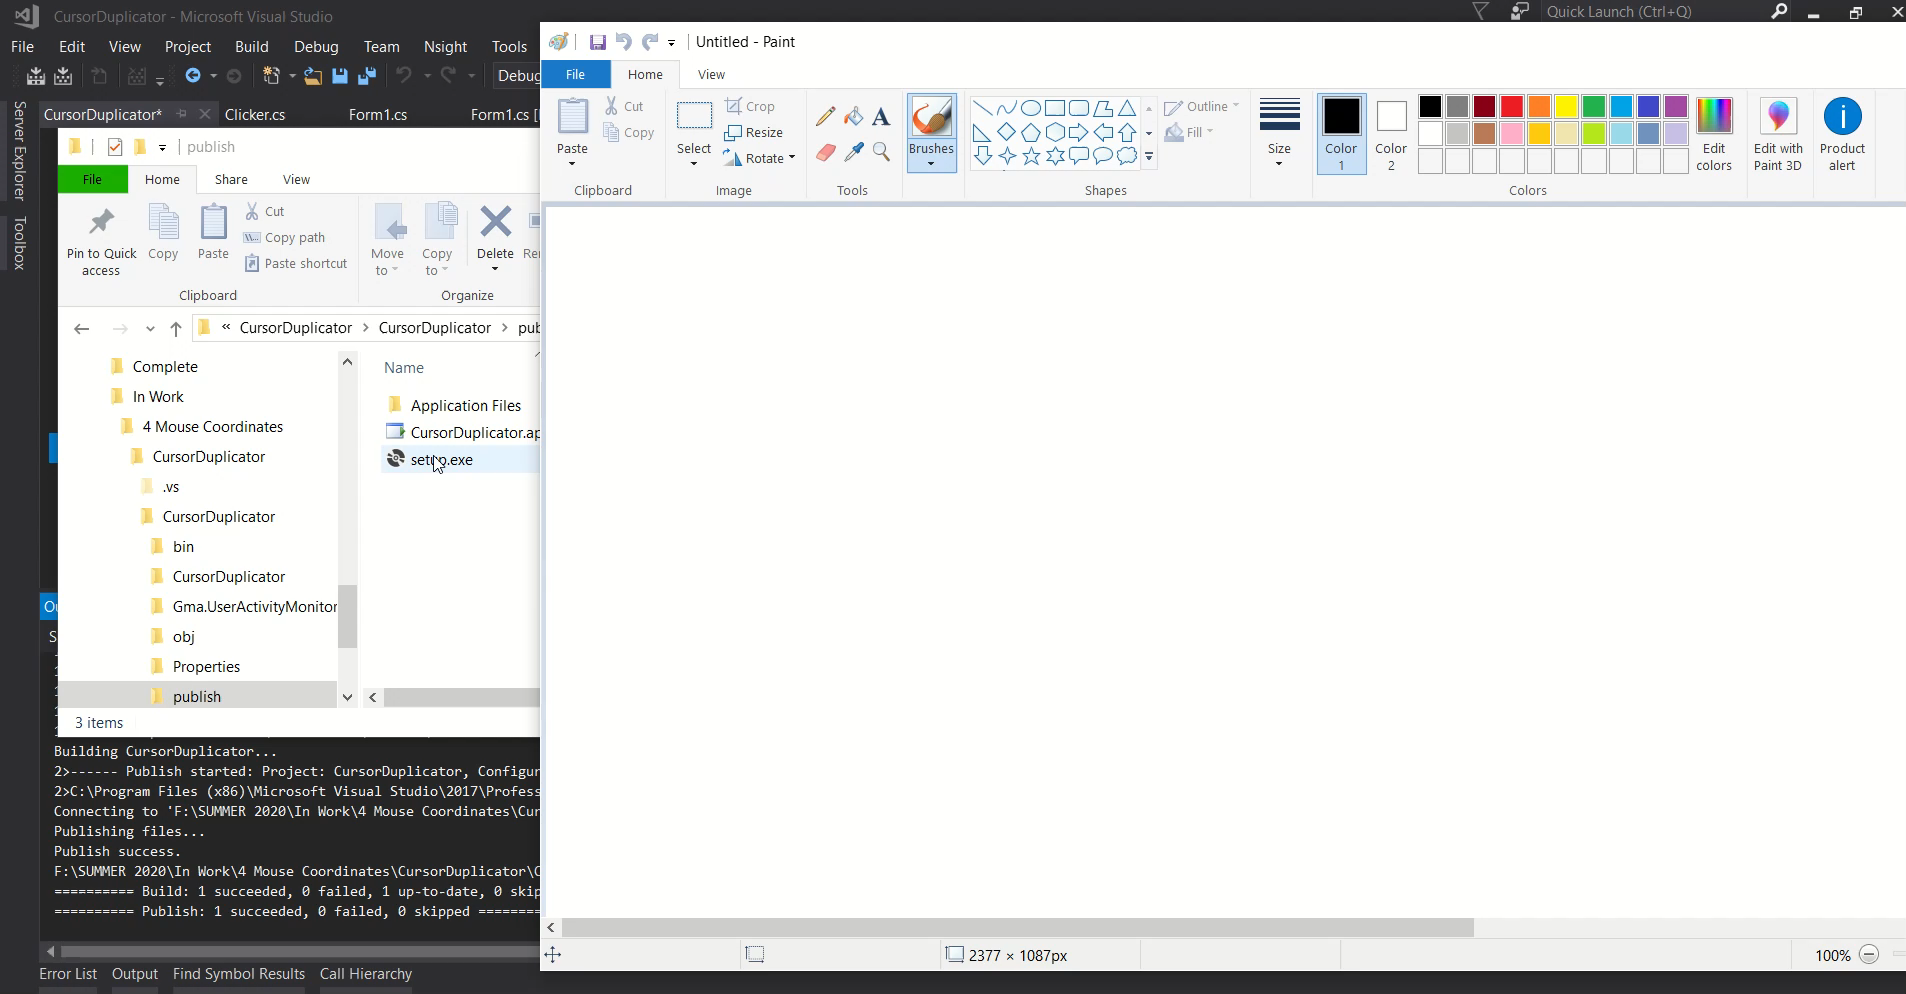 CursorDuplicator - Microsoft Visual Studio
Quick Launch (Ctrl+Q)
File Edit View Project Build Debug Team Nsight Tools
Debug
CursorDuplicator* Clicker.cs Form1.cs Form1.cs [
Server Explorer
Toolbox
publish
File Home Share View
Pin to Quick access
Copy
Paste
Cut
Copy path
Paste shortcut
Move to
Copy to
Delete
Clipboard
Organize
« CursorDuplicator > CursorDuplicator > pub
Complete
In Work
4 Mouse Coordinates
CursorDuplicator
.vs
CursorDuplicator
bin
CursorDuplicator
Gma.UserActivityMonitor
obj
Properties
publish
Name
Application Files
CursorDuplicator.ap
setup.exe
3 items
Building CursorDuplicator...
2>------ Publish started: Project: CursorDuplicator, Configur
2>C:\Program Files (x86)\Microsoft Visual Studio\2017\Profess
Connecting to 'F:\SUMMER 2020\In Work\4 Mouse Coordinates\Cur
Publishing files...
Publish success.
F:\SUMMER 2020\In Work\4 Mouse Coordinates\CursorDuplicator\C
========== Build: 1 succeeded, 0 failed, 1 up-to-date, 0 skip
========== Publish: 1 succeeded, 0 failed, 0 skipped ========
Error List Output Find Symbol Results Call Hierarchy
Untitled - Paint
File Home View
Paste
Cut
Copy
Clipboard
Select
Crop
Resize
Rotate
Image
A
Tools
Brushes
Outline
Fill
Shapes
Size
Color 1
Color 2
Edit colors
Edit with Paint 3D
Product alert
Colors
2377 × 1087px
100%